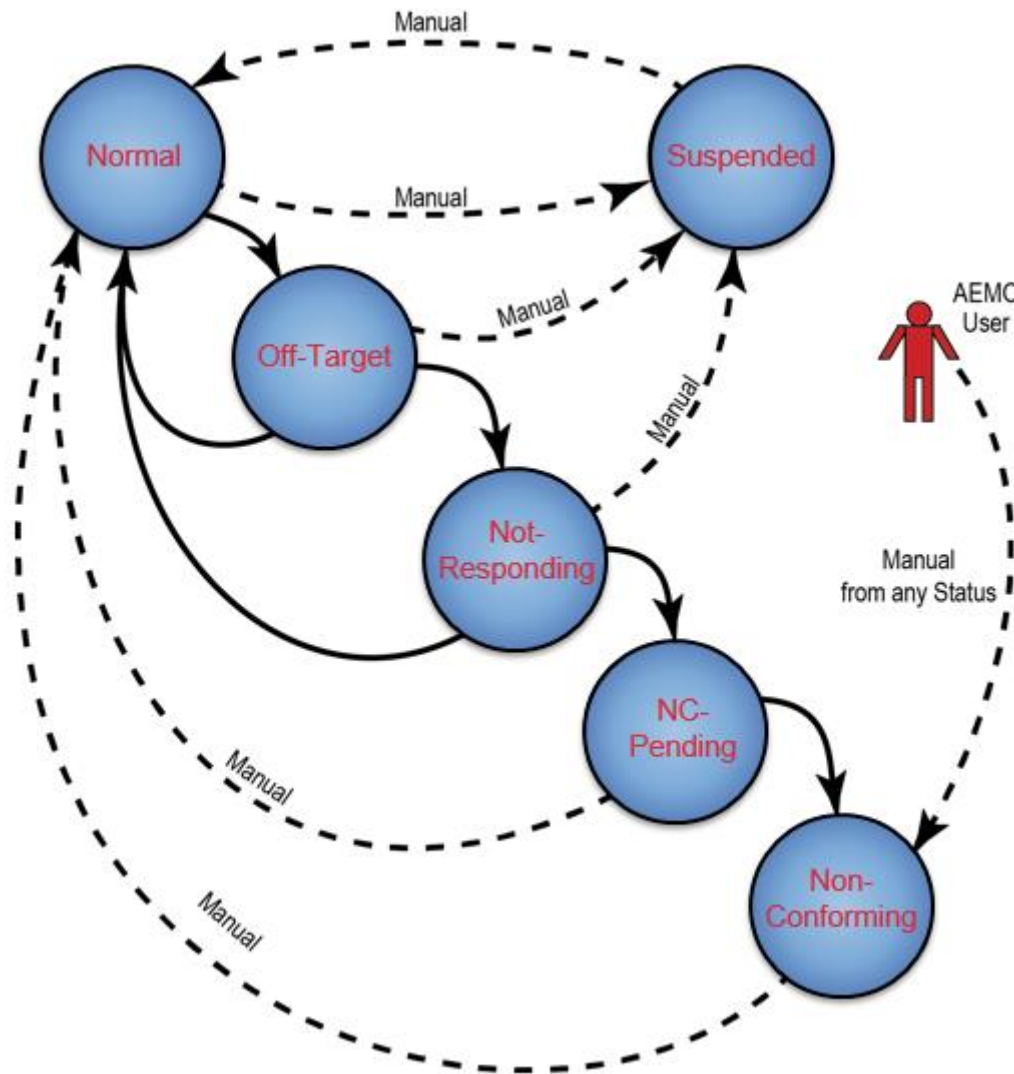 Manual
Normal
Suspended
Manual
Manual
AEMO
User
Off-Target
Manual
Not-
Responding
Manual
from any Status
NC-
Pending
Manual
Non-
Conforming
Manual